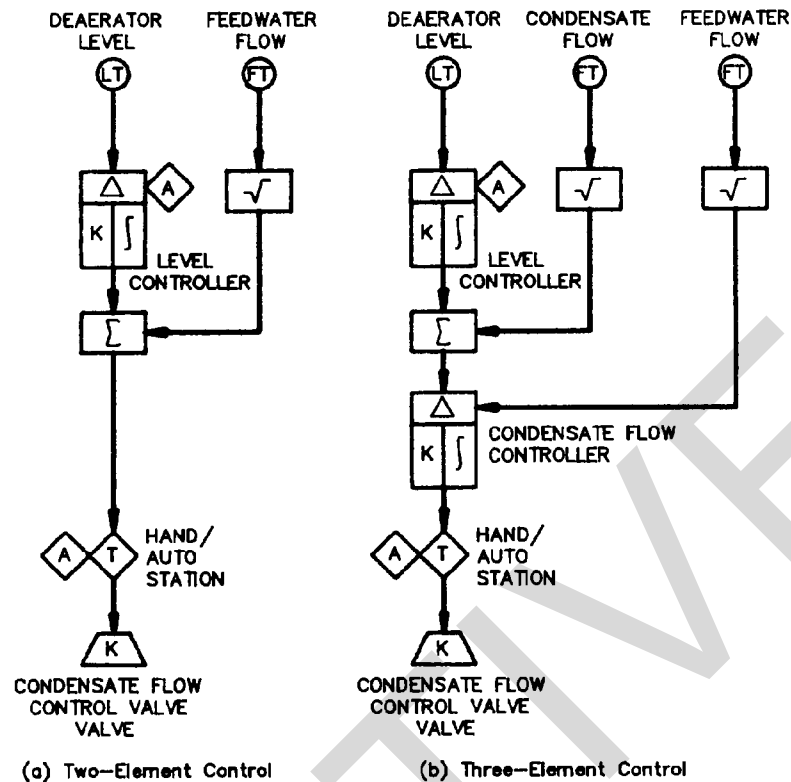 DEAERATOR
LEVEL
FEEDWATER
FLOW
LT
FT
△
A
√
K ∫
LEVEL
CONTROLLER
Σ
A
T
HAND/
AUTO
STATION
K
CONDENSATE FLOW
CONTROL VALVE
VALVE
(a) Two-Element Control
DEAERATOR
LEVEL
CONDENSATE
FLOW
FEEDWATER
FLOW
LT
FT
FT
△
A
√
√
K ∫
LEVEL
CONTROLLER
Σ
△
K ∫
CONDENSATE FLOW
CONTROLLER
A
T
HAND/
AUTO
STATION
K
CONDENSATE FLOW
CONTROL VALVE
VALVE
(b) Three-Element Control
TIVE